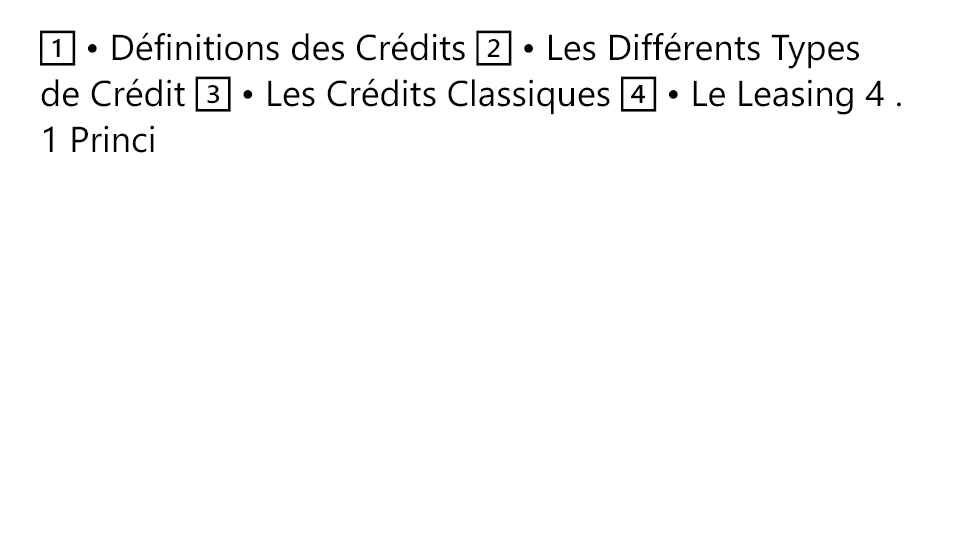 1️⃣ • Définitions des Crédits 2️⃣ • Les Différents Types
de Crédit 3️⃣ • Les Crédits Classiques 4️⃣ • Le Leasing 4 .
1 Princi